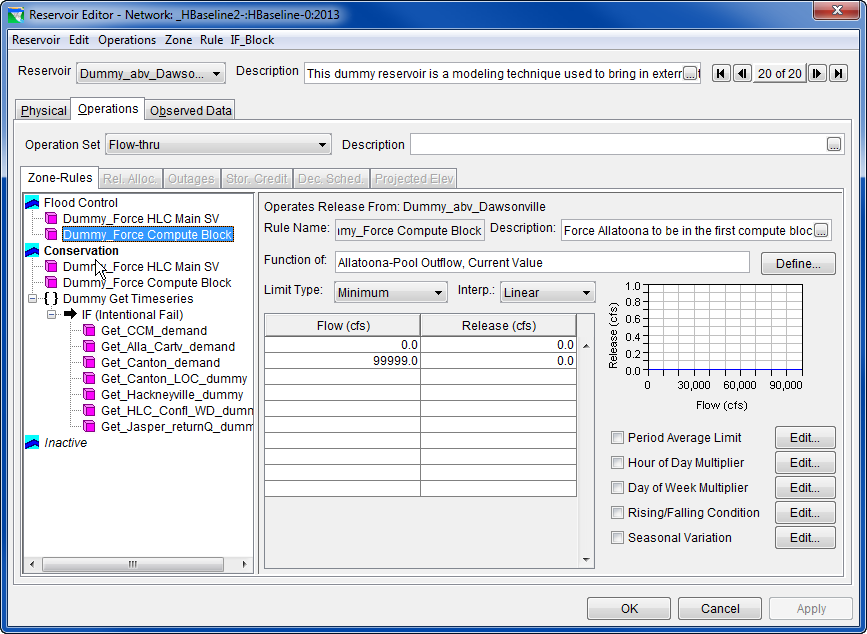 Reservoir Editor - Network: _HBaseline2-:HBaseline-0:2013
Reservoir Edit Operations Zone Rule IF_Block
Reservoir Dummy_abv_Dawso... Description This dummy reservoir is a modeling technique used to bring in extern ... 20 of 20
Physical Operations Observed Data
Operation Set Flow-thru Description ...
Zone-Rules Rel. Alloc. Outages Stor. Credit Dec. Sched. Projected Elev
Flood Control
Dummy_Force HLC Main SV
Dummy_Force Compute Block
Conservation
Dummy_Force HLC Main SV
Dummy_Force Compute Block
{ } Dummy Get Timeseries
IF (Intentional Fail)
Get_CCM_demand
Get_Alla_Cartv_demand
Get_Canton_demand
Get_Canton_LOC_dummy
Get_Hackneyville_dummy
Get_HLC_Confl_WD_dumm
Get_Jasper_returnQ_dumm
Inactive
Operates Release From: Dummy_abv_Dawsonville
Rule Name: my_Force Compute Block Description: Force Allatoona to be in the first compute bloc ...
Function of: Allatoona-Pool Outflow, Current Value Define...
Limit Type: Minimum Interp.: Linear
Flow (cfs) Release (cfs)
0.0 0.0
99999.0 0.0
Release (cfs)
1.0
0.8
0.6
0.4
0.2
0.0
0 30,000 60,000 90,000
Flow (cfs)
Period Average Limit Edit...
Hour of Day Multiplier Edit...
Day of Week Multiplier Edit...
Rising/Falling Condition Edit...
Seasonal Variation Edit...
OK Cancel Apply